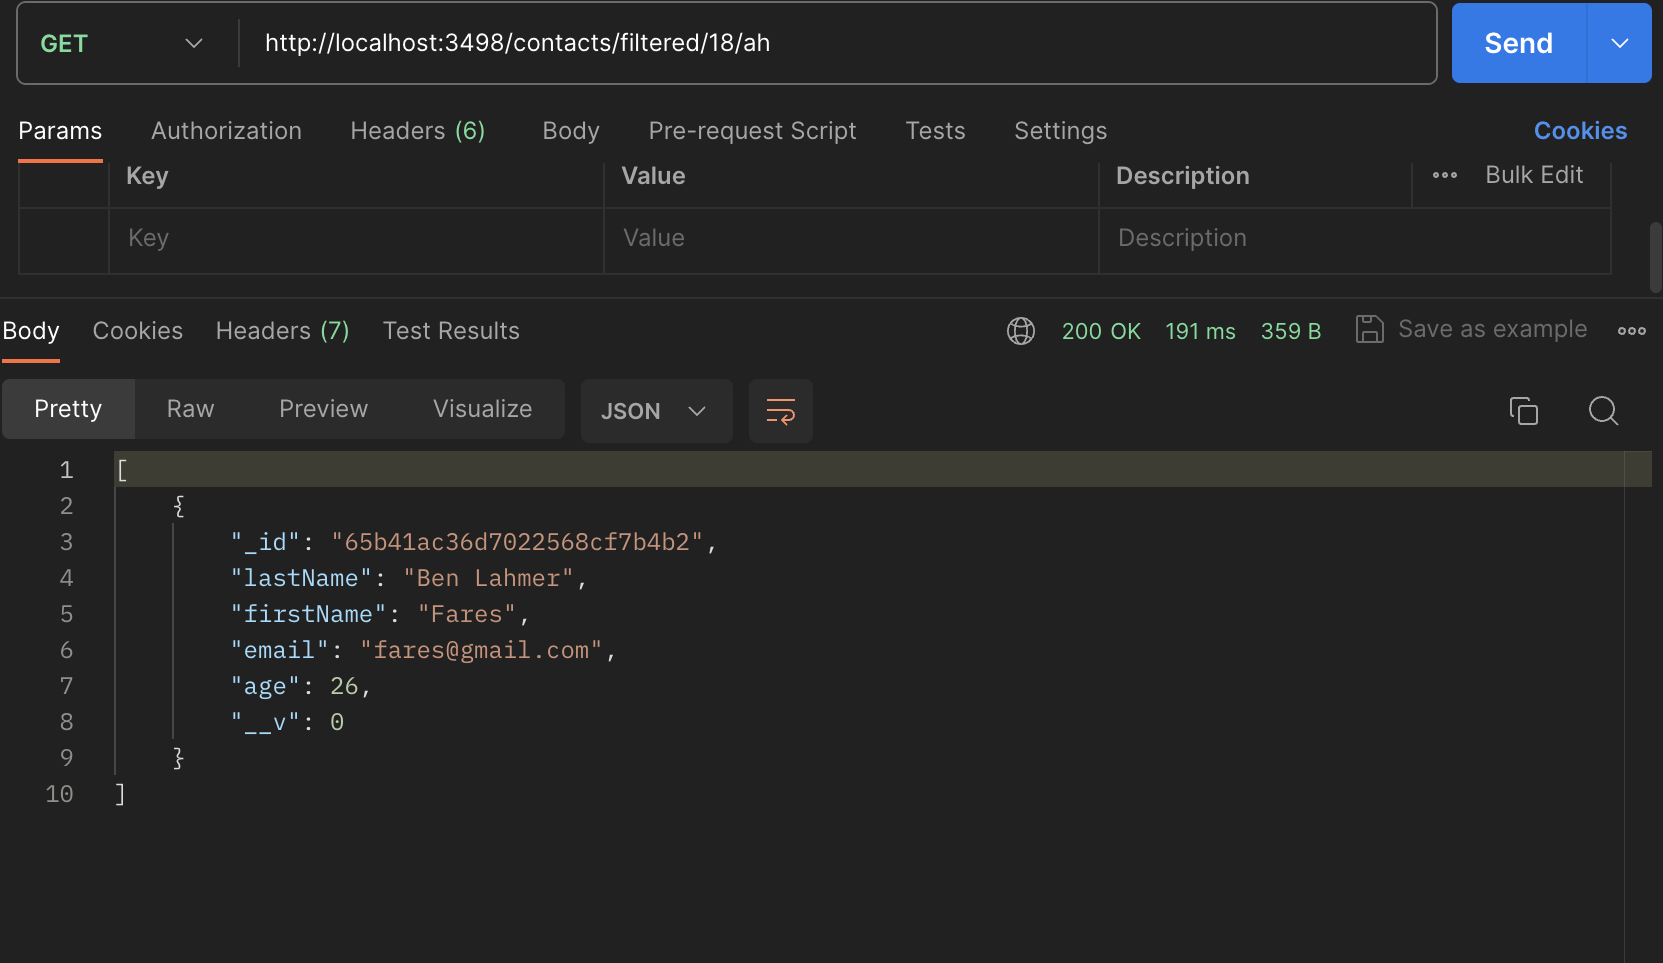 GET http://localhost:3498/contacts/filtered/18/ah Send
Params Authorization Headers (6) Body Pre-request Script Tests Settings Cookies
Key Value Description Bulk Edit
Key Value Description
Body Cookies Headers (7) Test Results 200 OK 191 ms 359 B Save as example
Pretty Raw Preview Visualize JSON
1 [
2 {
3 "_id": "65b41ac36d7022568cf7b4b2",
4 "lastName": "Ben Lahmer",
5 "firstName": "Fares",
6 "email": "fares@gmail.com",
7 "age": 26,
8 "__v": 0
9 }
10 ]